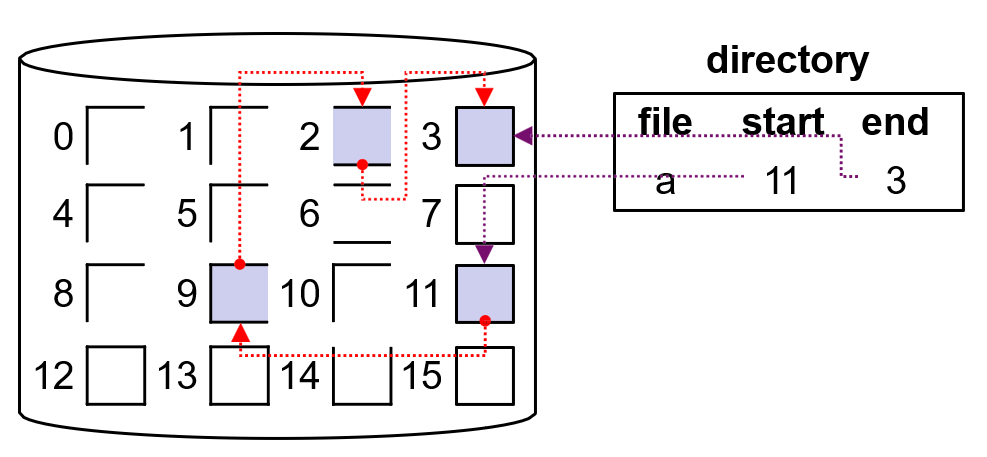 directory
file start end
a 11 3
0 1 2 3
4 5 6 7
8 9 10 11
12 13 14 15